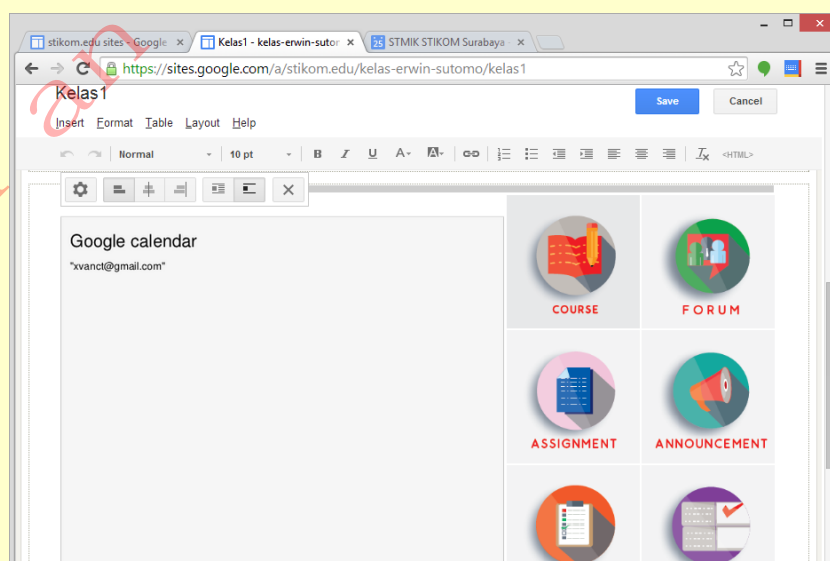 an
stikom.edu sites - Google
Kelas1 - kelas-erwin-sutor
25 STMIK STIKOM Surabaya
https://sites.google.com/a/stikom.edu/kelas-erwin-sutomo/kelas1
Kelas1
Save Cancel
Insert Format Table Layout Help
Normal 10 pt B I U A A <HTML>
Google calendar
"xvanct@gmail.com"
COURSE FORUM
ASSIGNMENT ANNOUNCEMENT